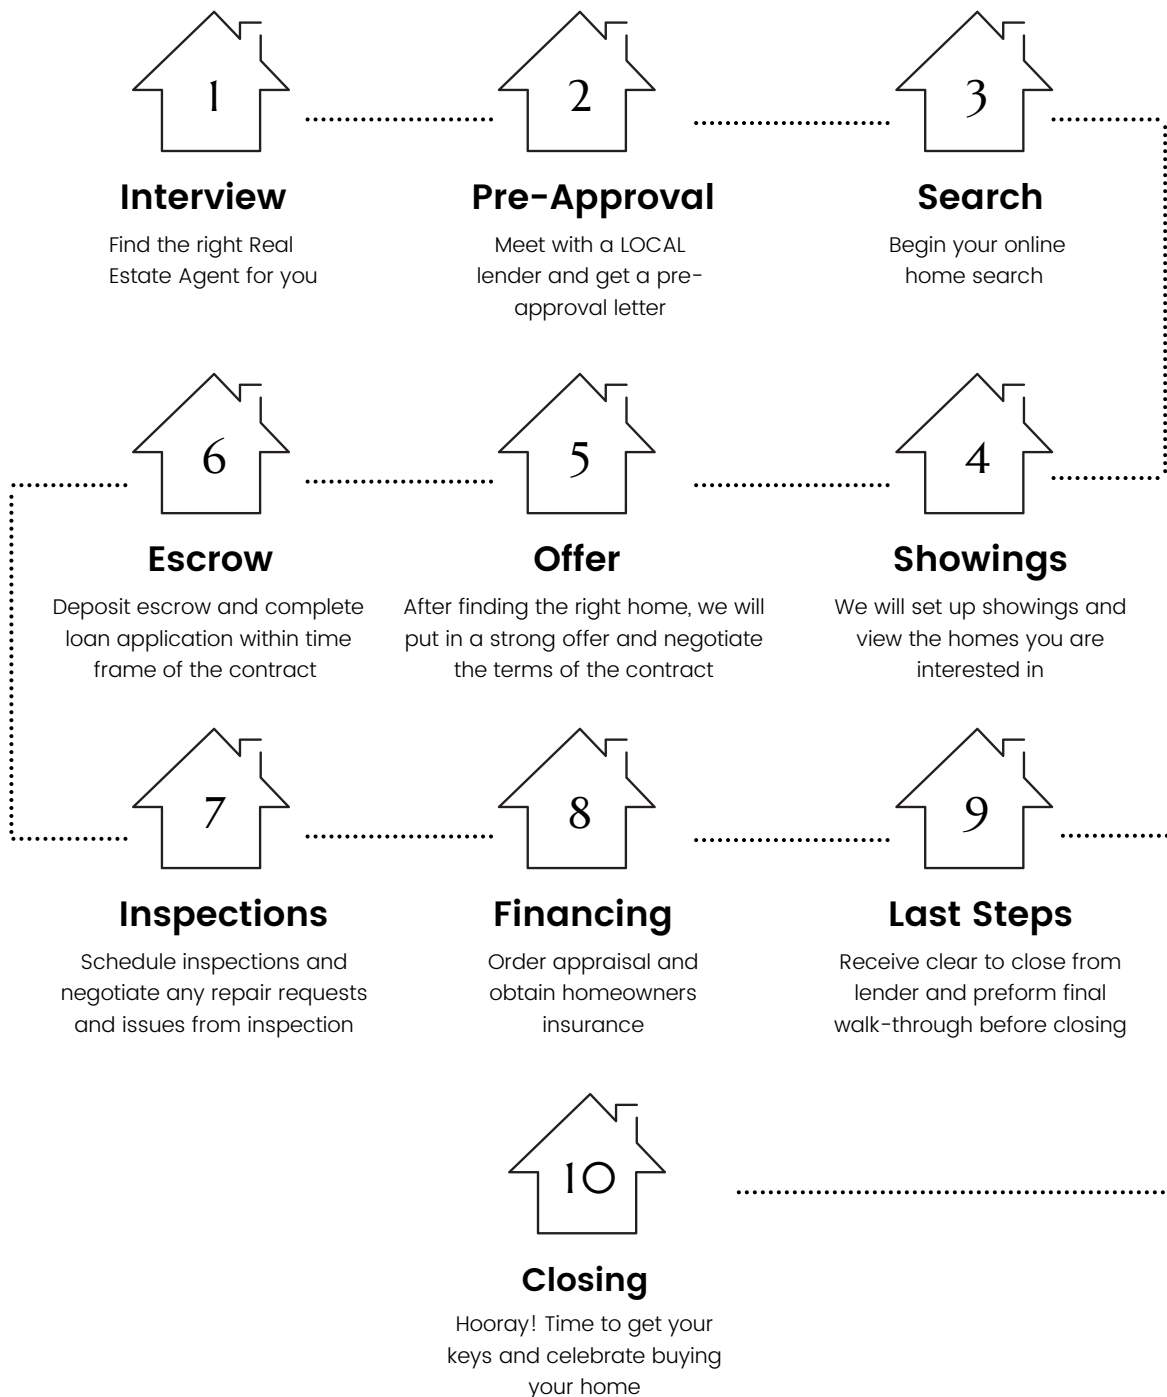 1
Interview
Find the right Real
Estate Agent for you
2
Pre-Approval
Meet with a LOCAL
lender and get a pre-
approval letter
3
Search
Begin your online
home search
4
Showings
We will set up showings and
view the homes you are
interested in
5
Offer
After finding the right home, we will
put in a strong offer and negotiate
the terms of the contract
6
Escrow
Deposit escrow and complete
loan application within time
frame of the contract
7
Inspections
Schedule inspections and
negotiate any repair requests
and issues from inspection
8
Financing
Order appraisal and
obtain homeowners
insurance
9
Last Steps
Receive clear to close from
lender and preform final
walk-through before closing
10
Closing
Hooray! Time to get your
keys and celebrate buying
your home